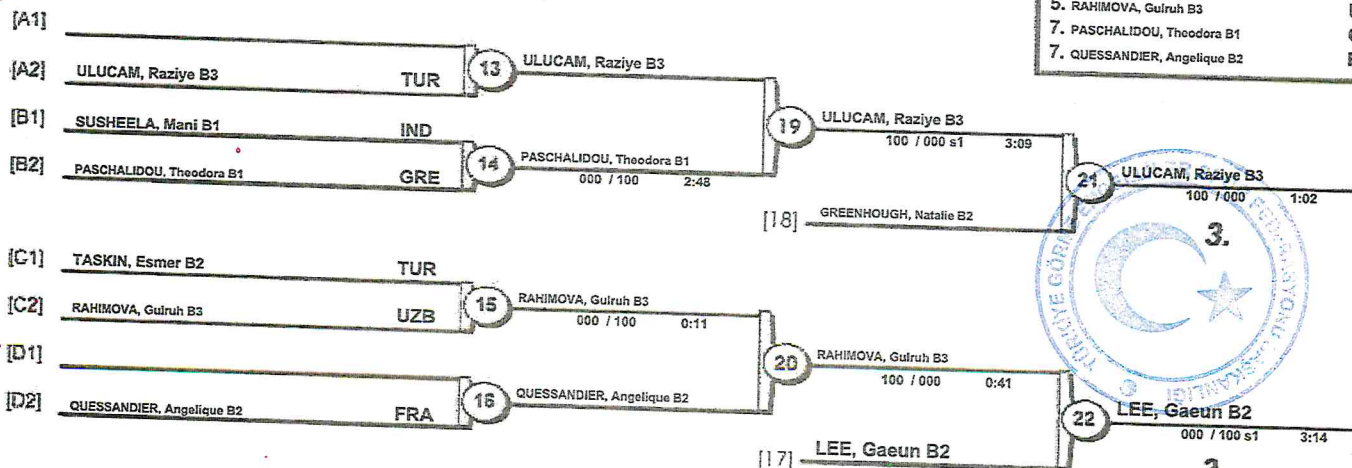 5. RAHIMOVA, Gulruh B3
7. PASCHALIDOU, Theodora B1
7. QUESSANDIER, Angelique B2
[A1]
[A2] ULUCAM, Raziye B3 TUR
13 ULUCAM, Raziye B3
[B1] SUSHEELA, Mani B1 IND
[B2] PASCHALIDOU, Theodora B1 GRE
14 PASCHALIDOU, Theodora B1
000 / 100 2:48
19 ULUCAM, Raziye B3
100 / 000 s1 3:09
[18] GREENHOUGH, Natalie B2
21 ULUCAM, Raziye B3
100 / 000 1:02
3.
[C1] TASKIN, Esmer B2 TUR
[C2] RAHIMOVA, Gulruh B3 UZB
15 RAHIMOVA, Gulruh B3
000 / 100 0:11
[D1]
[D2] QUESSANDIER, Angelique B2 FRA
16 QUESSANDIER, Angelique B2
20 RAHIMOVA, Gulruh B3
100 / 000 0:41
[17] LEE, Gaeun B2
22 LEE, Gaeun B2
000 / 100 s1 3:14
TÜRKİYE